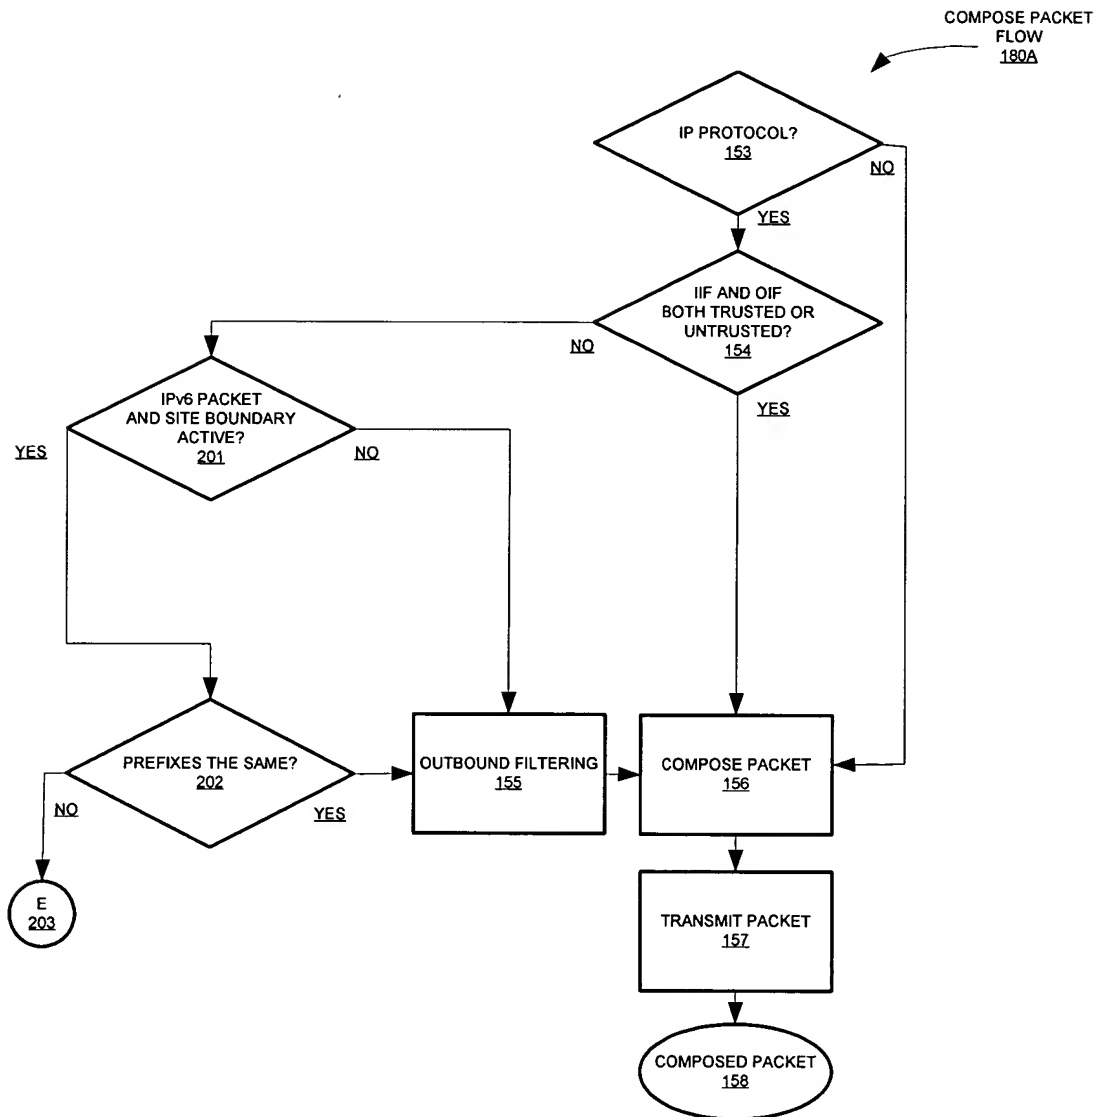 COMPOSE PACKET
FLOW
180A
IP PROTOCOL?
153
NO
YES
IIF AND OIF
BOTH TRUSTED OR
UNTRUSTED?
154
NO
YES
IPv6 PACKET
AND SITE BOUNDARY
ACTIVE?
201
YES
NO
PREFIXES THE SAME?
202
NO
YES
OUTBOUND FILTERING
155
COMPOSE PACKET
156
E
203
TRANSMIT PACKET
157
COMPOSED PACKET
158